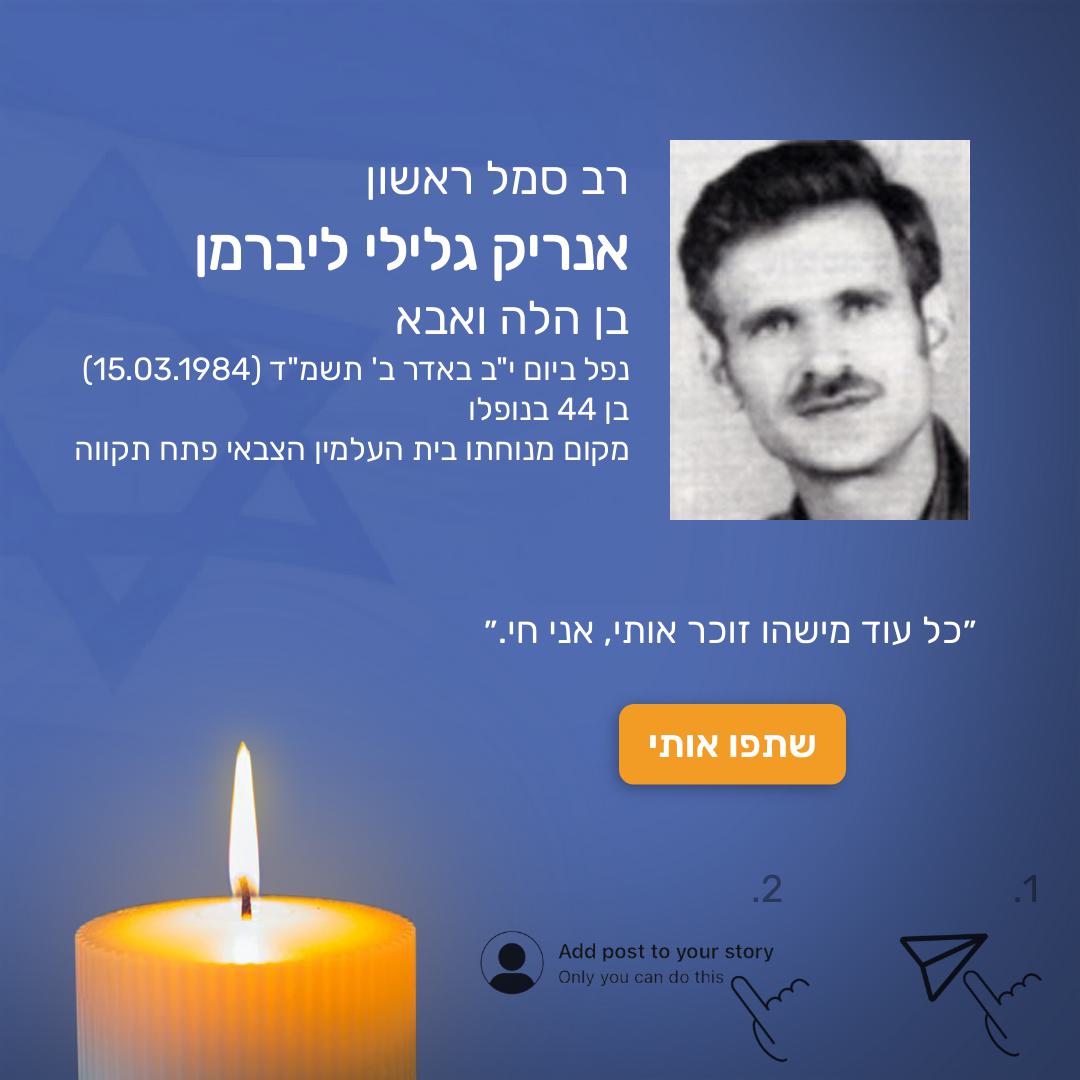 רב סמל ראשון
אנריק גלילי ליברמן
בן הלה ואבא
נפל ביום י"ב באדר ב' תשמ"ד (15.03.1984)
בן 44 בנופלו
מקום מנוחתו בית העלמין הצבאי פתח תקווה
״כל עוד מישהו זוכר אותי, אני חי.״
שתפו אותי
.1
.2
Add post to your story
Only you can do this